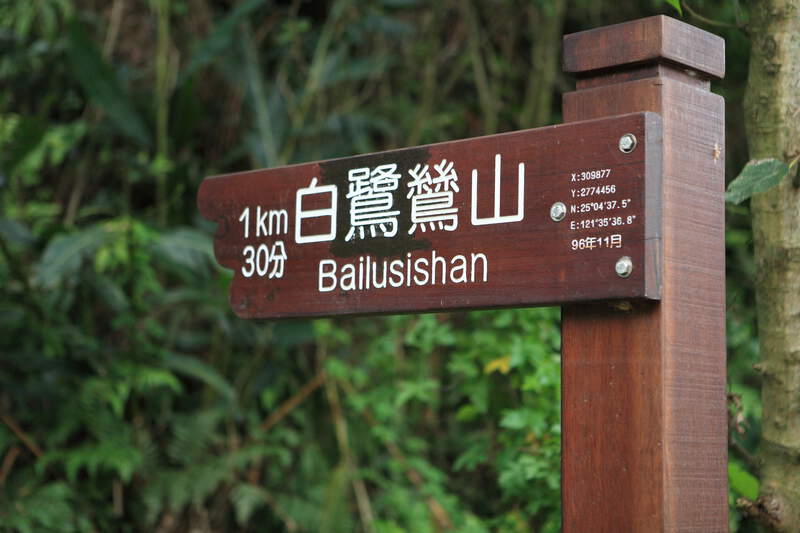 1km
30分
白鷺鷥山
Bailusishan
X:309877
Y:2774456
N:25°04'37.5"
E:121°35'36.8"
96年11月